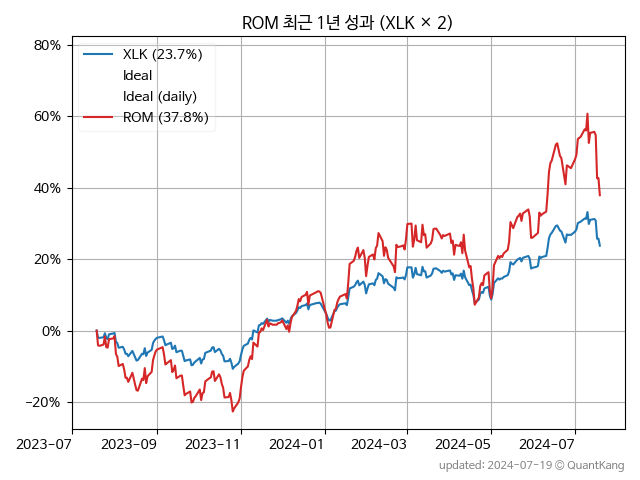 ROM 최근 1년 성과 (XLK × 2)
80%
60%
40%
20%
0%
−20%
XLK (23.7%)
Ideal
Ideal (daily)
ROM (37.8%)
2023−07
2023−09
2023−11
2024−01
2024−03
2024−05
2024−07
updated: 2024−07−19 © QuantKang